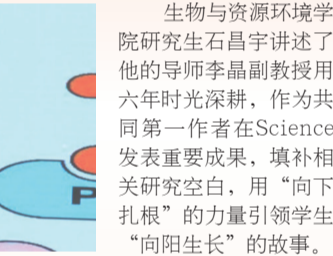 生物与资源环境学
院研究生石昌宇讲述了
他的导师李晶副教授用
六年时光深耕，作为共
同第一作者在Science
发表重要成果，填补相
关研究空白，用“向下
扎根”的力量引领学生
“向阳生长”的故事。
P